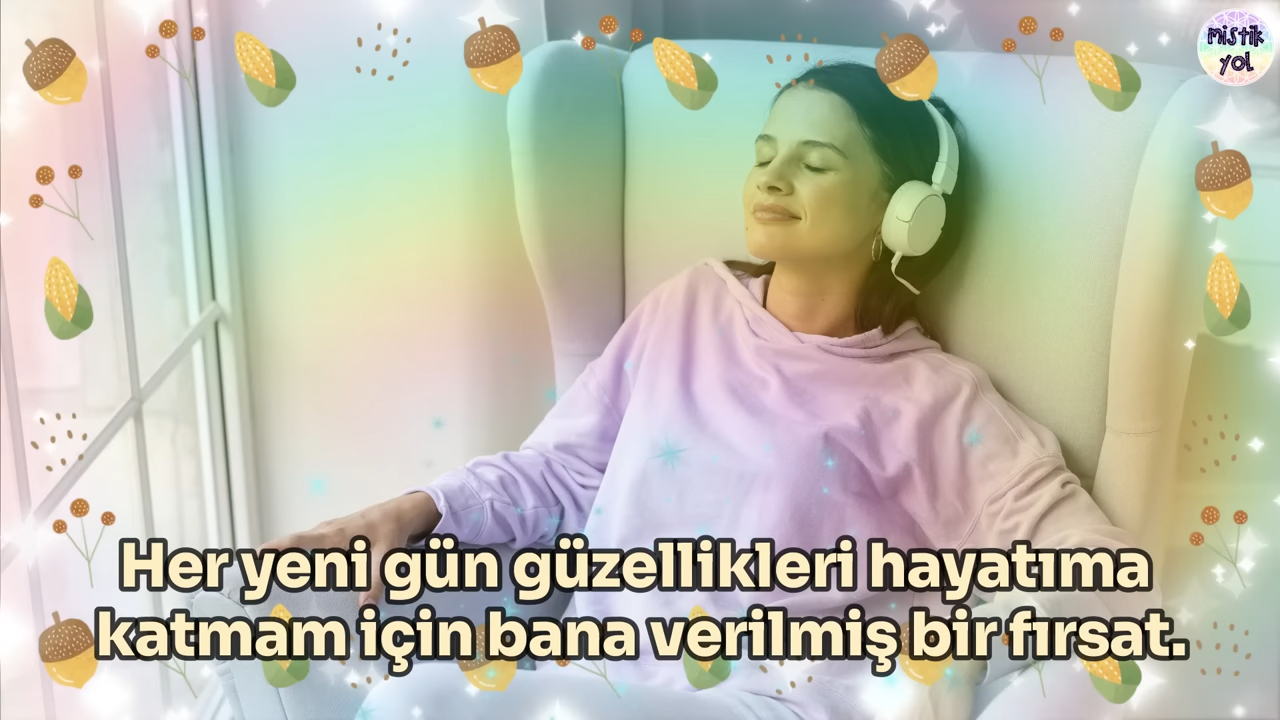 mistik
yol
Her yeni gün güzellikleri hayatıma
katmam için bana verilmiş bir fırsat.